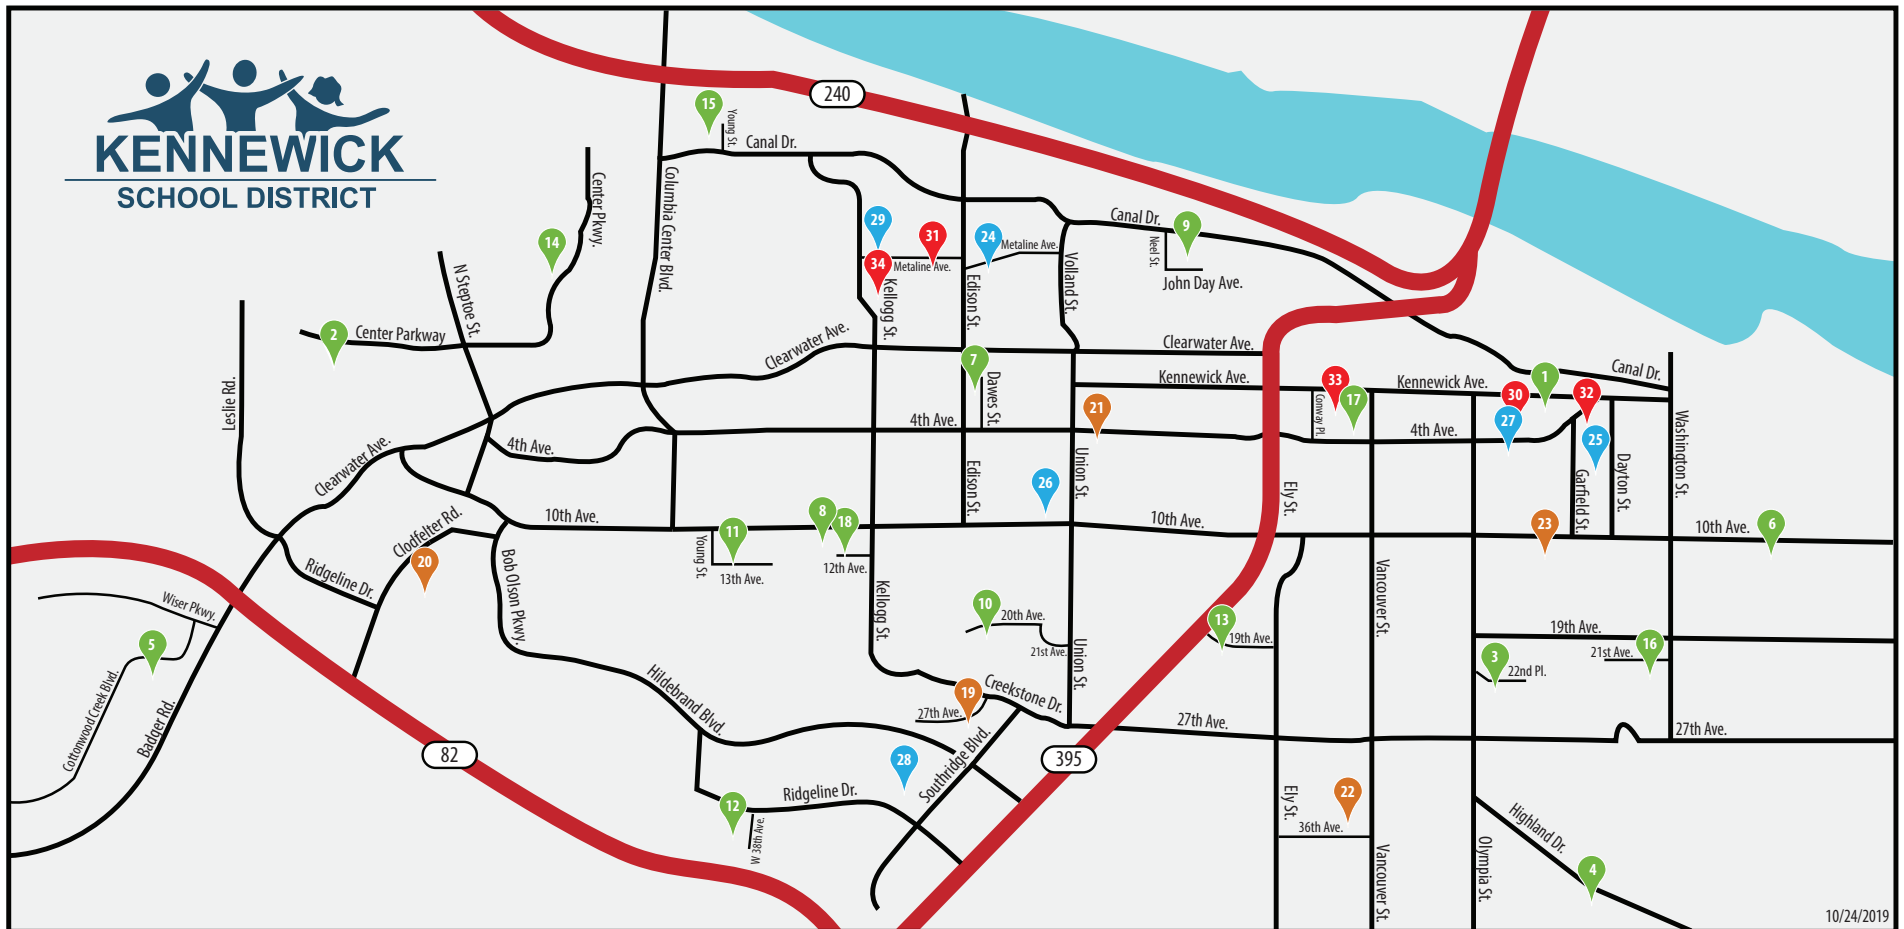 KENNEWICK
SCHOOL DISTRICT
240
15
Young St.
Canal Dr.
Center Pkwy.
14
Columbia Center Blvd.
29
31
34
Metaline Ave.
24
Metaline Ave.
Canal Dr.
9
Neel St.
John Day Ave.
N Steptoe St.
2
Center Parkway
Kellogg St.
Edison St.
Volland St.
Clearwater Ave.
7
Dawes St.
Clearwater Ave.
Kennewick Ave.
33
17
Conway Pl.
Kennewick Ave.
30
1
32
Canal Dr.
Leslie Rd.
21
4th Ave.
4th Ave.
27
25
Clearwater Ave.
4th Ave.
Edison St.
26
Union St.
Ely St.
Garfield St.
Dayton St.
Washington St.
10th Ave.
Clodfelter Rd.
20
Ridgeline Dr.
Bob Olson Pkwy.
Young St.
11
13th Ave.
8
18
12th Ave.
10th Ave.
23
10th Ave.
6
Wiser Pkwy.
5
Cottonwood Creek Blvd.
Badger Rd.
Kellogg St.
10
20th Ave.
21st Ave.
Union St.
13
19th Ave.
Vancouver St.
19th Ave.
21st Ave.
16
3
22nd Pl.
Hildebrand Blvd.
19
27th Ave.
Creekstone Dr.
27th Ave.
27th Ave.
82
28
Southridge Blvd.
395
12
Ridgeline Dr.
W 38th Ave.
Ely St.
22
36th Ave.
Vancouver St.
Olympia St.
Highland Dr.
4
10/24/2019